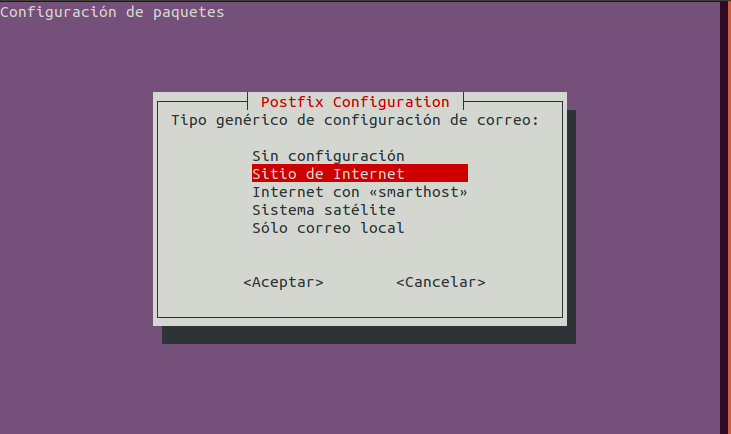 Configuración de paquetes
Postfix Configuration
Tipo genérico de configuración de correo:
Sin configuración
Sitio de Internet
Internet con «smarthost»
Sistema satélite
Sólo correo local
<Aceptar> <Cancelar>